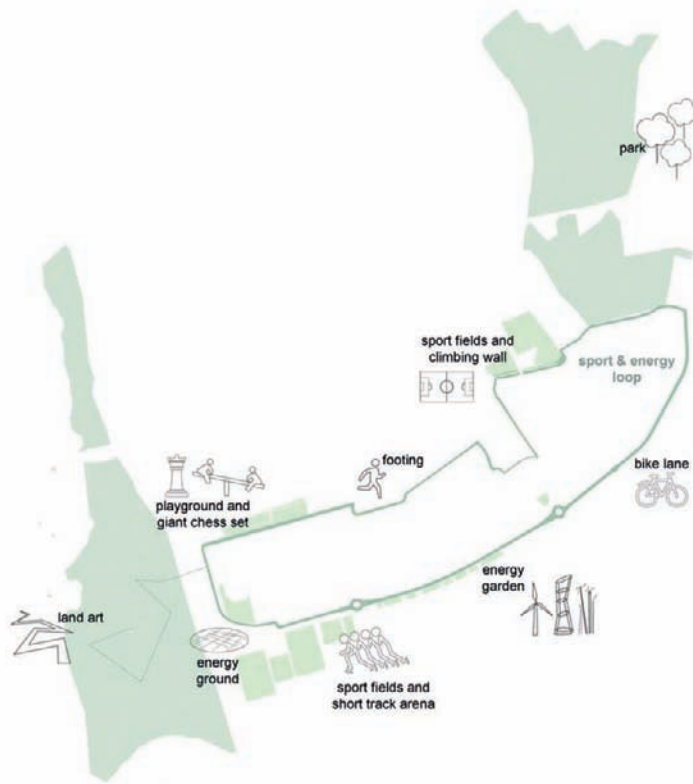 park
sport fields and
climbing wall
sport & energy
loop
footing
bike lane
playground and
giant chess set
energy
garden
land art
energy
ground
sport fields and
short track arena